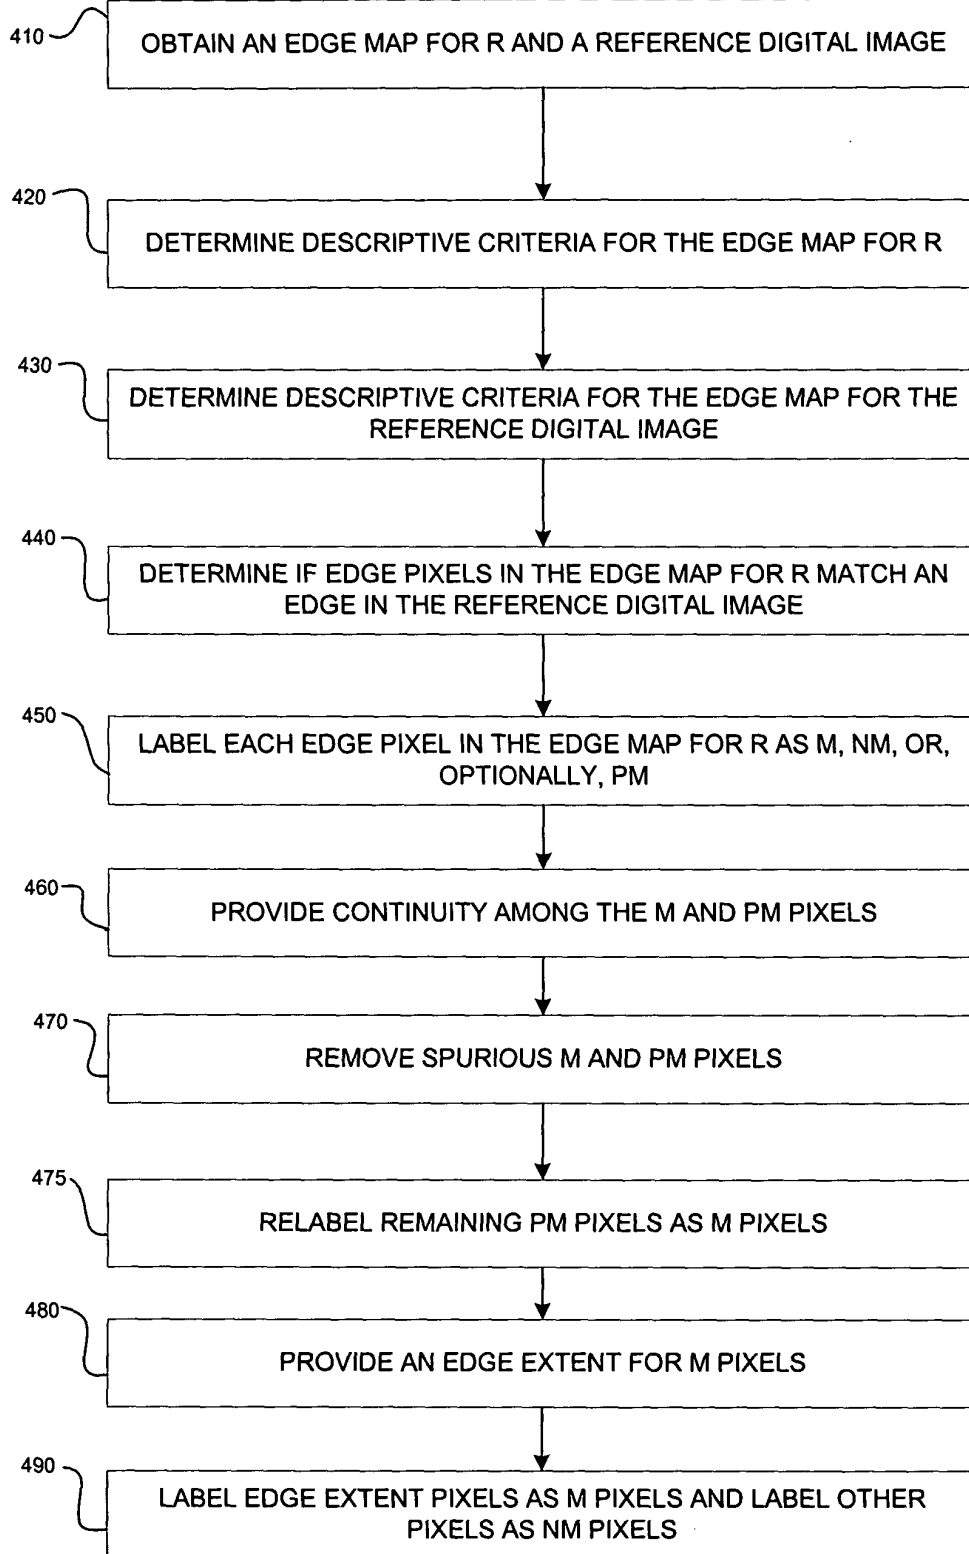 410
OBTAIN AN EDGE MAP FOR R AND A REFERENCE DIGITAL IMAGE
420
DETERMINE DESCRIPTIVE CRITERIA FOR THE EDGE MAP FOR R
430
DETERMINE DESCRIPTIVE CRITERIA FOR THE EDGE MAP FOR THE
REFERENCE DIGITAL IMAGE
440
DETERMINE IF EDGE PIXELS IN THE EDGE MAP FOR R MATCH AN
EDGE IN THE REFERENCE DIGITAL IMAGE
450
LABEL EACH EDGE PIXEL IN THE EDGE MAP FOR R AS M, NM, OR,
OPTIONALLY, PM
460
PROVIDE CONTINUITY AMONG THE M AND PM PIXELS
470
REMOVE SPURIOUS M AND PM PIXELS
475
RELABEL REMAINING PM PIXELS AS M PIXELS
480
PROVIDE AN EDGE EXTENT FOR M PIXELS
490
LABEL EDGE EXTENT PIXELS AS M PIXELS AND LABEL OTHER
PIXELS AS NM PIXELS